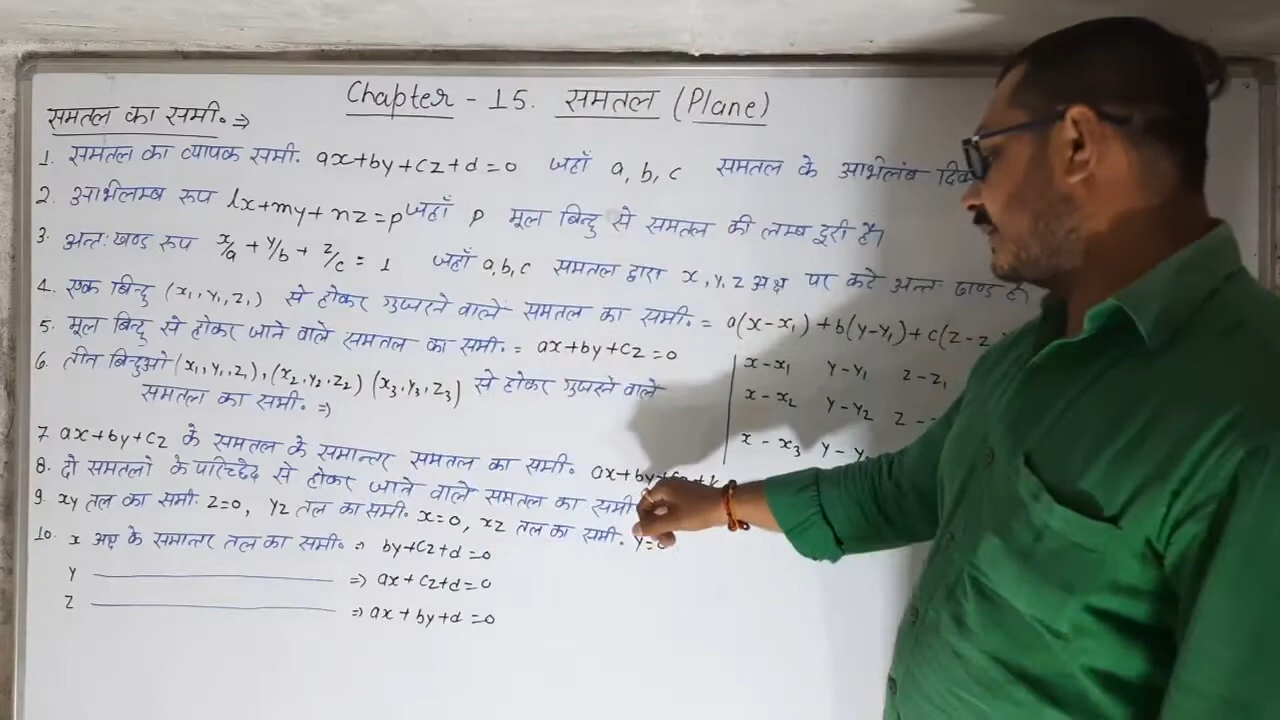 Chapter - 15. समतल (Plane)
समतल का समी. ⇒
1. समतल का व्यापक समी. ax+by+cz+d=0 जहाँ a, b, c समतल के अभिलंब
2. अभिलम्ब रूप lx+my+nz=p जहाँ p मूल बिन्दु से समतल की लम्ब दूरी है।
3. अन्तः खण्ड रूप x/a + y/b + z/c = 1 जहाँ a,b,c समतल द्वारा x, y, z अक्ष पर कटे अन्तः खण्ड है।
4. एक बिन्दु (x₁, y₁, z₁) से होकर गुजरने वाले समतल का समी. = a(x-x₁)+b(y-y₁)+c(z-z
5. मूल बिन्दु से होकर जाने वाले समतल का समी. = ax+by+cz=0
6. तीन बिन्दुओ (x₁,y₁,z₁), (x₂,y₂,z₂) (x₃,y₃,z₃) से होकर गुजरने वाले
समतल का समी. ⇒
x-x₁ y-y₁ z-z₁
x-x₂ y-y₂ z-
x-x₃ y-y
7. ax+by+cz के समतल के समान्तर समतल का समी. ax+by+cz+k
8. दो समतलो के परिच्छेद से होकर जाने वाले समतल का समी
9. xy तल का समी. z=0, yz तल का समी. x=0, xz तल का समी. y=0
10. x अक्ष के समान्तर तल का समी. ⇒ by+cz+d=0
y ⇒ ax+cz+d=0
z ⇒ ax+by+d=0